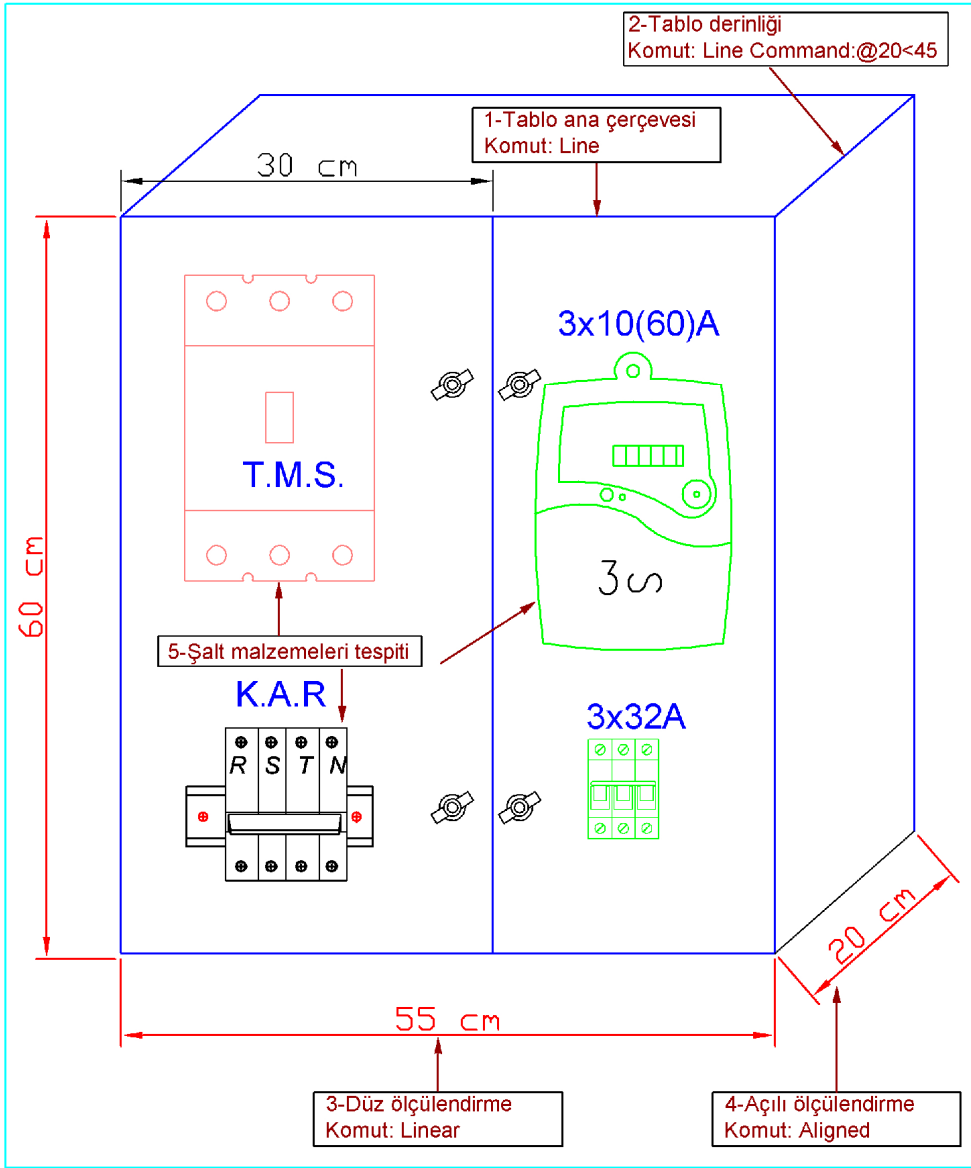 2-Tablo derinliği
Komut: Line Command:@20<45
1-Tablo ana çerçevesi
Komut: Line
30 cm
3x10(60)A
T.M.S.
60 cm
3S
5-Şalt malzemeleri tespiti
K.A.R
3x32A
R S T N
20 cm
55 cm
3-Düz ölçülendirme
Komut: Linear
4-Açılı ölçülendirme
Komut: Aligned